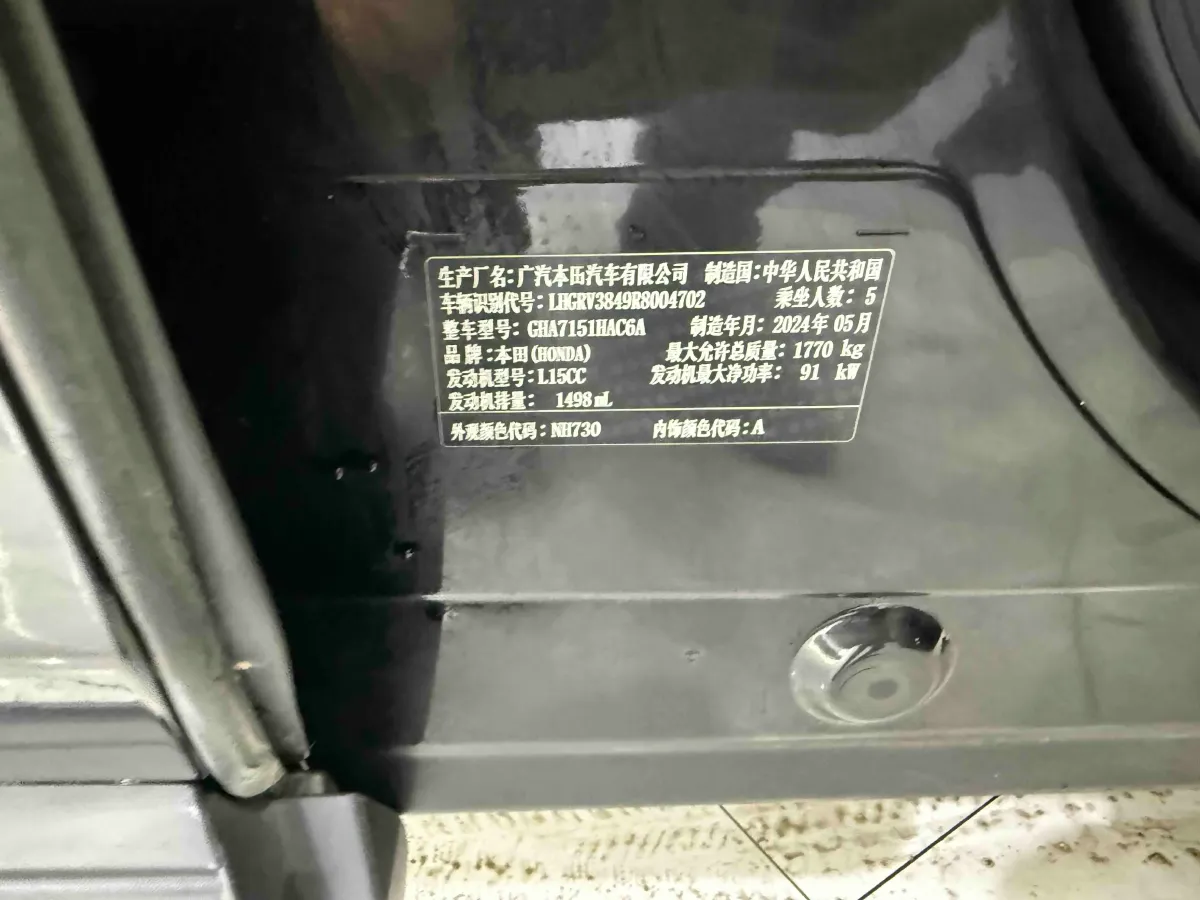 生产厂名：广汽本田汽车有限公司 制造国：中华人民共和国
车辆识别代号：LHGRV3849R8004702 乘坐人数：5
整车型号：GHA7151HAC6A 制造年月：2024年05月
品牌：本田(HONDA) 最大允许总质量：1770 kg
发动机型号：L15CC 发动机最大净功率：91 kW
发动机排量：1498mL
外观颜色代码：NH730 内饰颜色代码：A